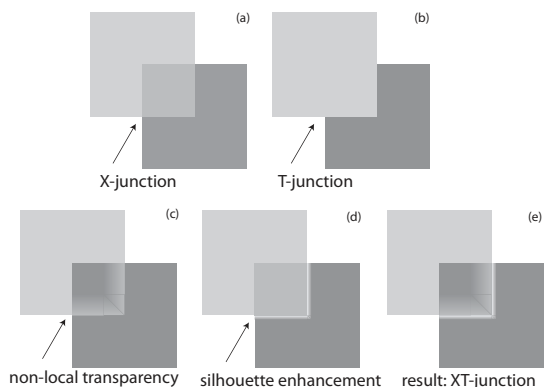 (a)
(b)
X-junction
T-junction
(c)
(d)
(e)
non-local transparency
silhouette enhancement
result: XT-junction